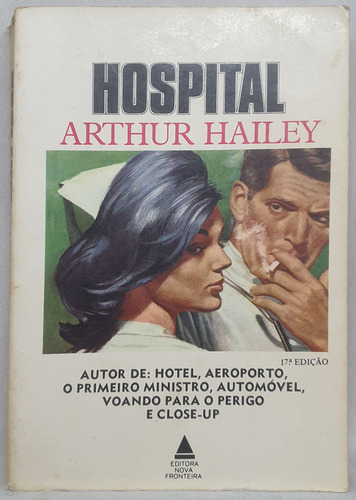 HOSPITAL
ARTHUR HAILEY
17ª EDIÇÃO
AUTOR DE: HOTEL, AEROPORTO,
O PRIMEIRO MINISTRO, AUTOMÓVEL,
VOANDO PARA O PERIGO
E CLOSE-UP
EDITORA
NOVA
FRONTEIRA